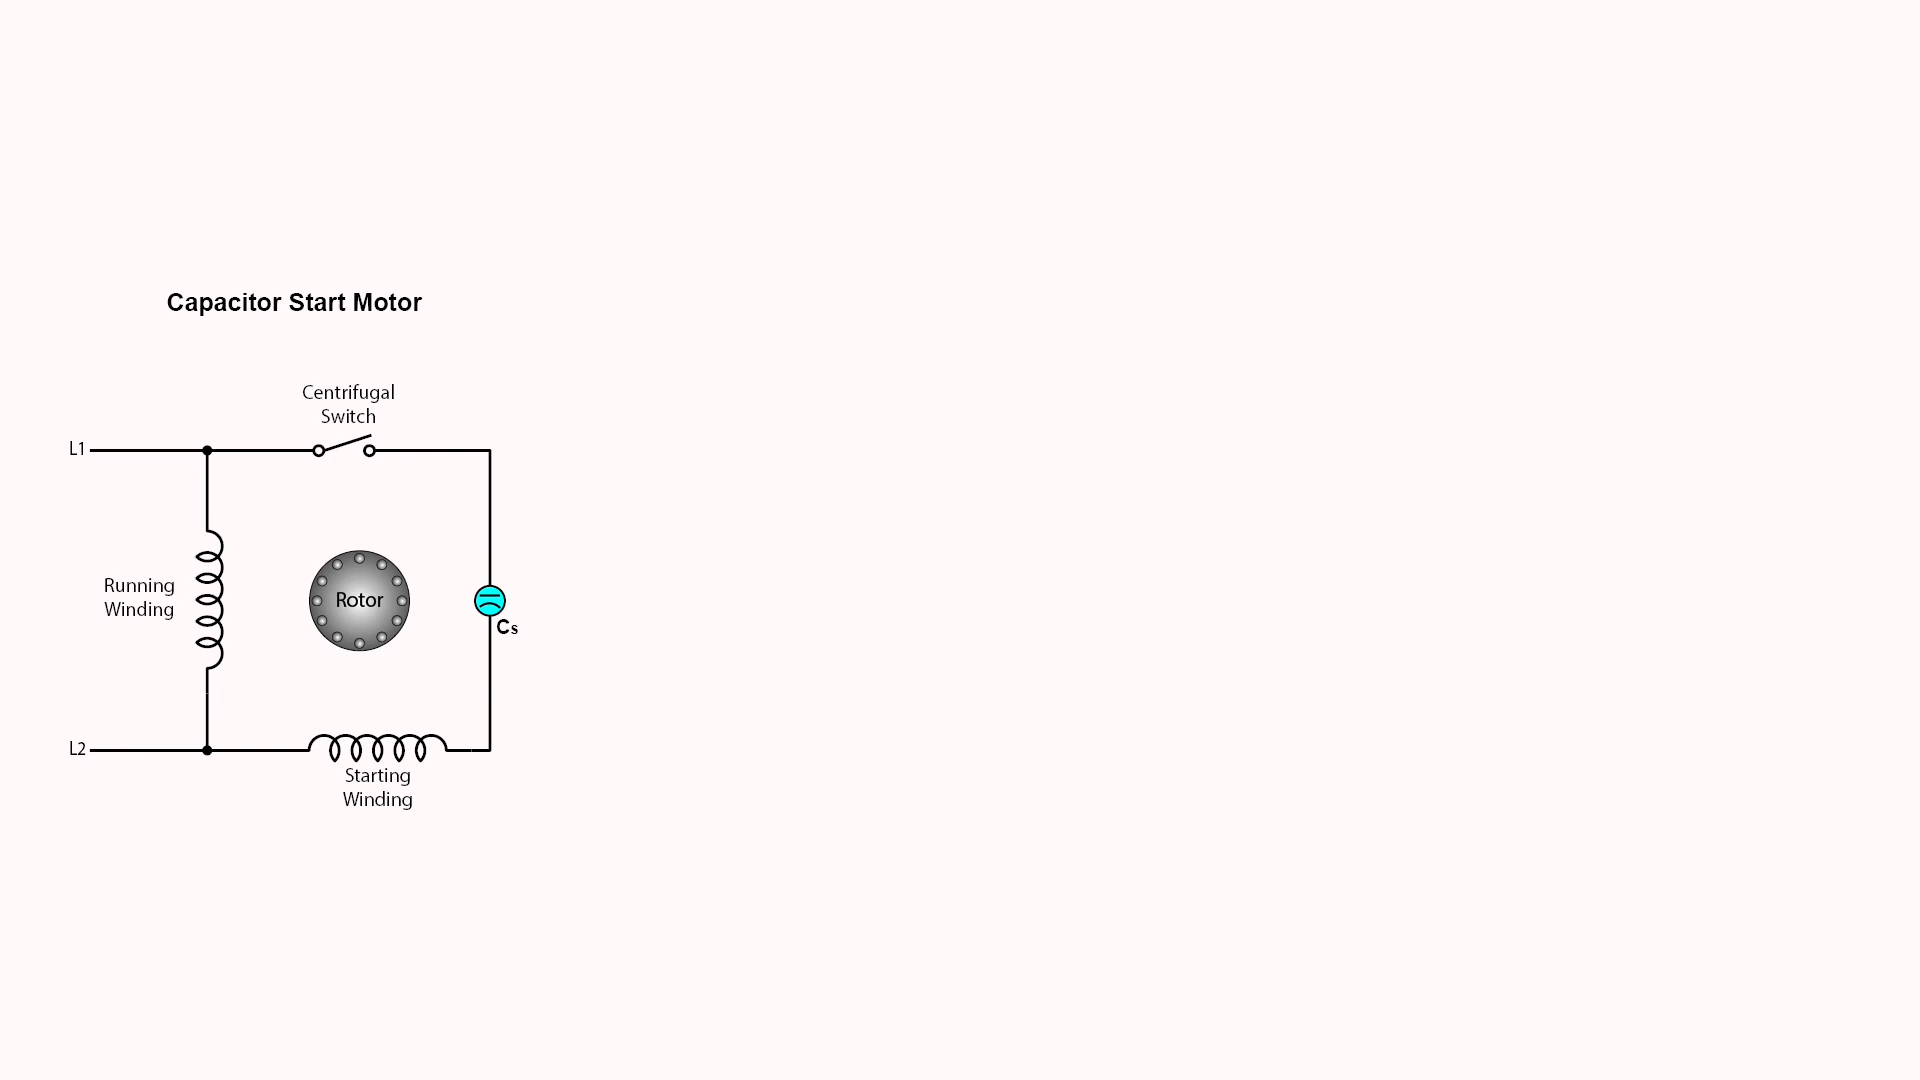 Capacitor Start Motor
Centrifugal
Switch
L1
Running
Winding
Rotor
Cs
L2
Starting
Winding